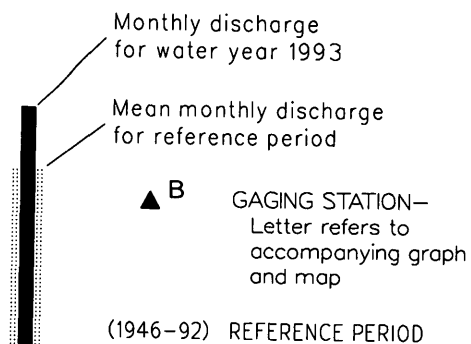 Monthly discharge
for water year 1993
Mean monthly discharge
for reference period
B
GAGING STATION—
Letter refers to
accompanying graph
and map
(1946–92) REFERENCE PERIOD